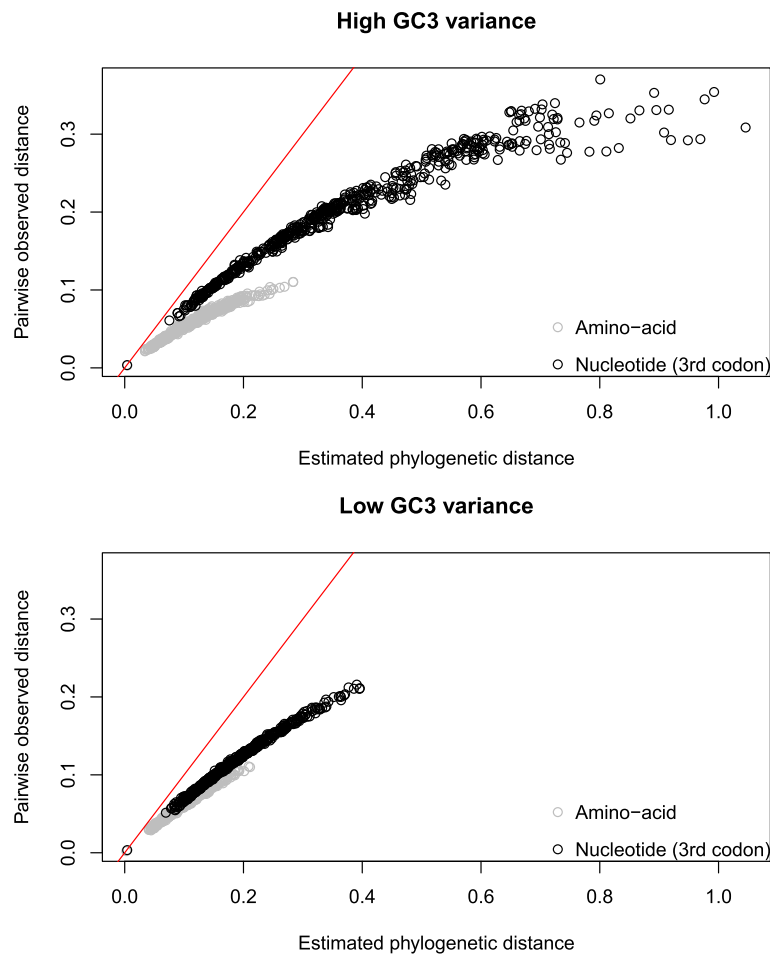 High GC3 variance
Pairwise observed distance
0.3
0.2
0.1
0.0
Amino−acid
Nucleotide (3rd codon)
0.0 0.2 0.4 0.6 0.8 1.0
Estimated phylogenetic distance
Low GC3 variance
Pairwise observed distance
0.3
0.2
0.1
0.0
Amino−acid
Nucleotide (3rd codon)
0.0 0.2 0.4 0.6 0.8 1.0
Estimated phylogenetic distance